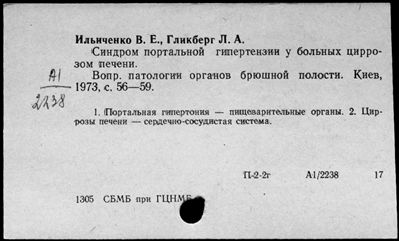 Ильиченко В. Е., Гликберг Л. А.
Синдром портальной гипертензии у больных цирро-
зом печени.
Вопр. патологии органов брюшной полости. Киев,
1973, с. 56—59.
А1
2238
1. Портальная гипертония — пищеварительные органы. 2. Цир-
розы печени — сердечно-сосудистая система.
П-2-2г А1/2238 17
1305 СБМБ при ГЦНМБ